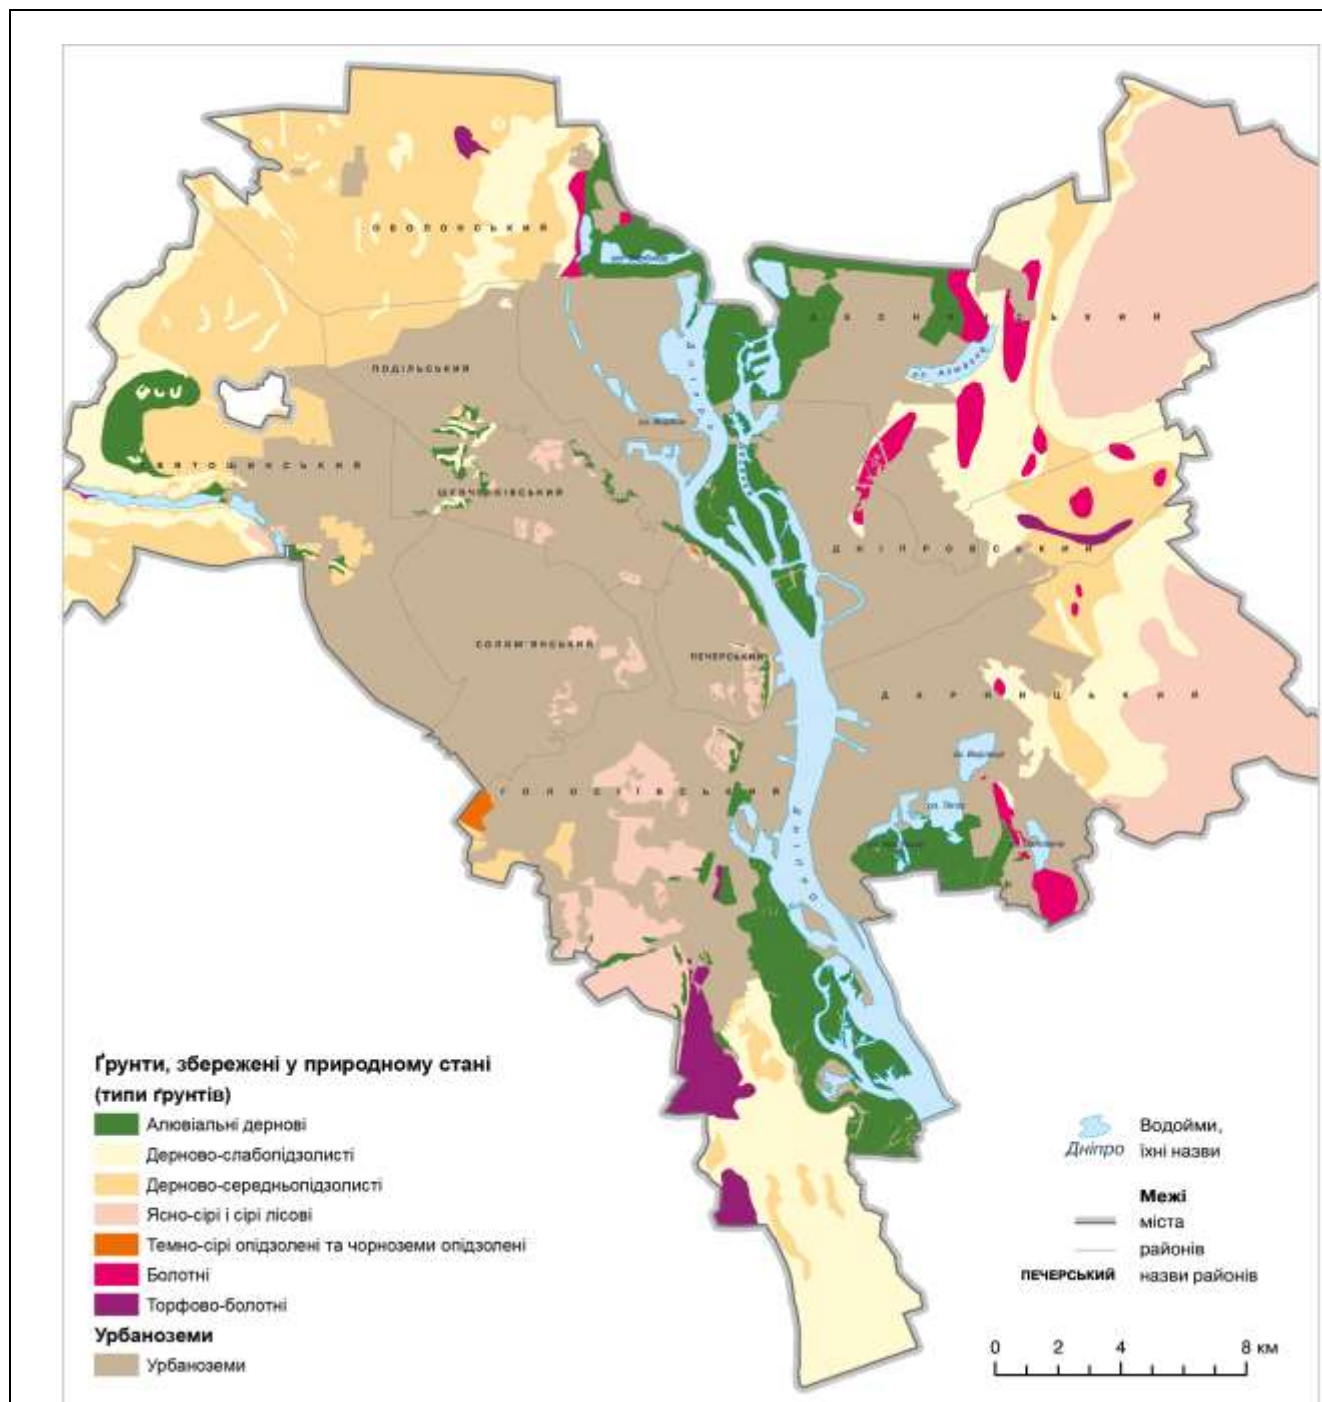 ОБОЛОНСЬКИЙ
ДЕСНЯНСЬКИЙ
Дніпро
ПОДІЛЬСЬКИЙ
СВЯТОШИНСЬКИЙ
ШЕВЧЕНКІВСЬКИЙ
ДНІПРОВСЬКИЙ
СОЛОМ'ЯНСЬКИЙ
ПЕЧЕРСЬКИЙ
ДАРНИЦЬКИЙ
ГОЛОСІЇВСЬКИЙ
Дніпро
Ґрунти, збережені у природному стані
(типи ґрунтів)
Алювіальні дернові
Дерново-слабопідзолисті
Дерново-середньопідзолисті
Ясно-сірі і сірі лісові
Темно-сірі опідзолені та чорноземи опідзолені
Болотні
Торфово-болотні
Урбаноземи
Урбаноземи
Дніпро
Водойми,
їхні назви
Межі
міста
районів
ПЕЧЕРСЬКИЙ назви районів
0 2 4 8 км